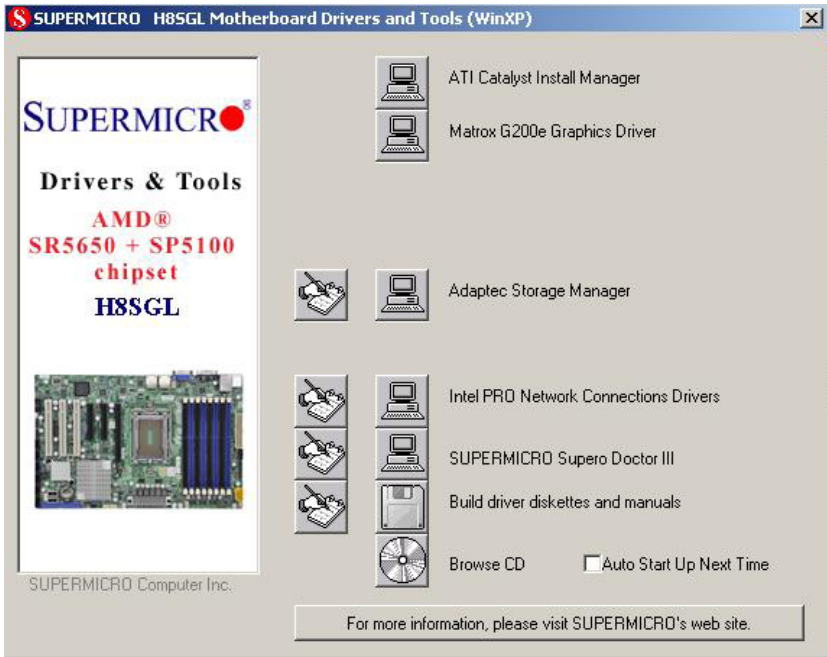 SUPERMICRO H8SGL Motherboard Drivers and Tools (WinXP)
SUPERMICRO®
Drivers & Tools
AMD®
SR5650 + SP5100
chipset
H8SGL
SUPERMICRO Computer Inc.
ATI Catalyst Install Manager
Matrox G200e Graphics Driver
Adaptec Storage Manager
Intel PRO Network Connections Drivers
SUPERMICRO Supero Doctor III
Build driver diskettes and manuals
Browse CD
Auto Start Up Next Time
For more information, please visit SUPERMICRO's web site.